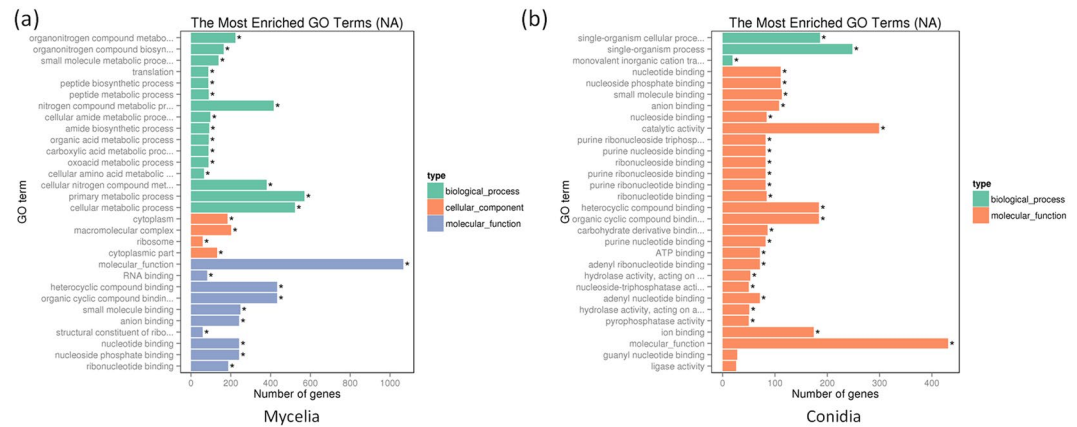 (a)
The Most Enriched GO Terms (NA)
organonitrogen compound metabo...
organonitrogen compound biosyn...
small molecule metabolic proce...
translation
peptide biosynthetic process
peptide metabolic process
nitrogen compound metabolic pr...
cellular amide metabolic proce...
amide biosynthetic process
organic acid metabolic process
carboxylic acid metabolic proc...
oxoacid metabolic process
cellular amino acid metabolic ...
cellular nitrogen compound met...
primary metabolic process
cellular metabolic process
cytoplasm
macromolecular complex
ribosome
cytoplasmic part
molecular_function
RNA binding
heterocyclic compound binding
organic cyclic compound bindin...
small molecule binding
anion binding
structural constituent of ribo...
nucleotide binding
nucleoside phosphate binding
ribonucleotide binding
GO term
* * * * * * * * * * * * * * * * * * * * * * * * * * * * * *
0 200 400 600 800 1000
Number of genes
type
biological_process
cellular_component
molecular_function
Mycelia
(b)
The Most Enriched GO Terms (NA)
single-organism cellular proce...
single-organism process
monovalent inorganic cation tra...
nucleotide binding
nucleoside phosphate binding
small molecule binding
anion binding
nucleoside binding
catalytic activity
purine ribonucleoside triphosp...
purine nucleoside binding
ribonucleoside binding
purine ribonucleoside binding
purine ribonucleotide binding
ribonucleotide binding
heterocyclic compound binding
organic cyclic compound bindin...
carbohydrate derivative bindin...
purine nucleotide binding
ATP binding
adenyl ribonucleotide binding
hydrolase activity, acting on ...
nucleoside-triphosphatase acti...
adenyl nucleotide binding
hydrolase activity, acting on a...
pyrophosphatase activity
ion binding
molecular_function
guanyl nucleotide binding
ligase activity
GO term
* * * * * * * * * * * * * * * * * * * * * * * * * * * *
0 100 200 300 400
Number of genes
type
biological_process
molecular_function
Conidia